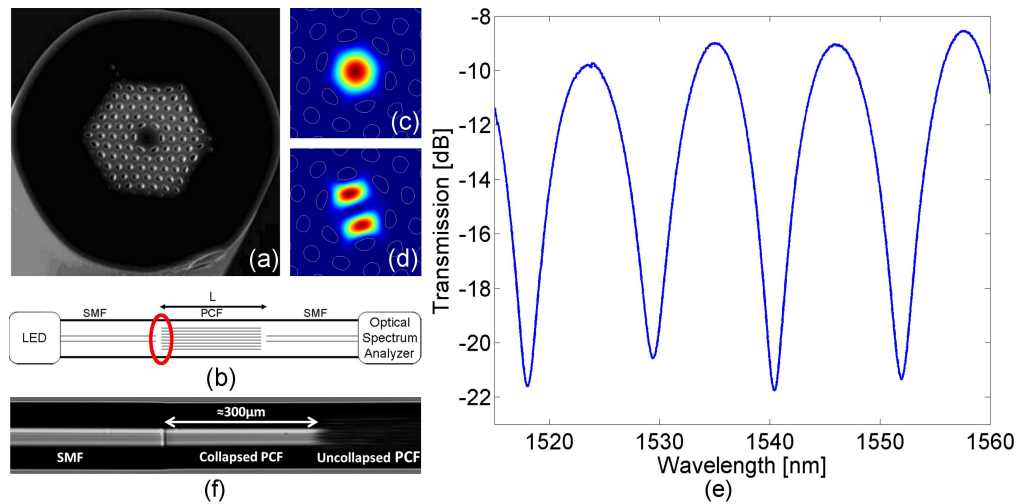 (a)
(c)
(d)
L
SMF
PCF
SMF
LED
Optical
Spectrum
Analyzer
(b)
≈300μm
SMF
Collapsed PCF
Uncollapsed PCF
(f)
Transmission [dB]
-8
-10
-12
-14
-16
-18
-20
-22
1520
1530
1540
1550
1560
Wavelength [nm]
(e)